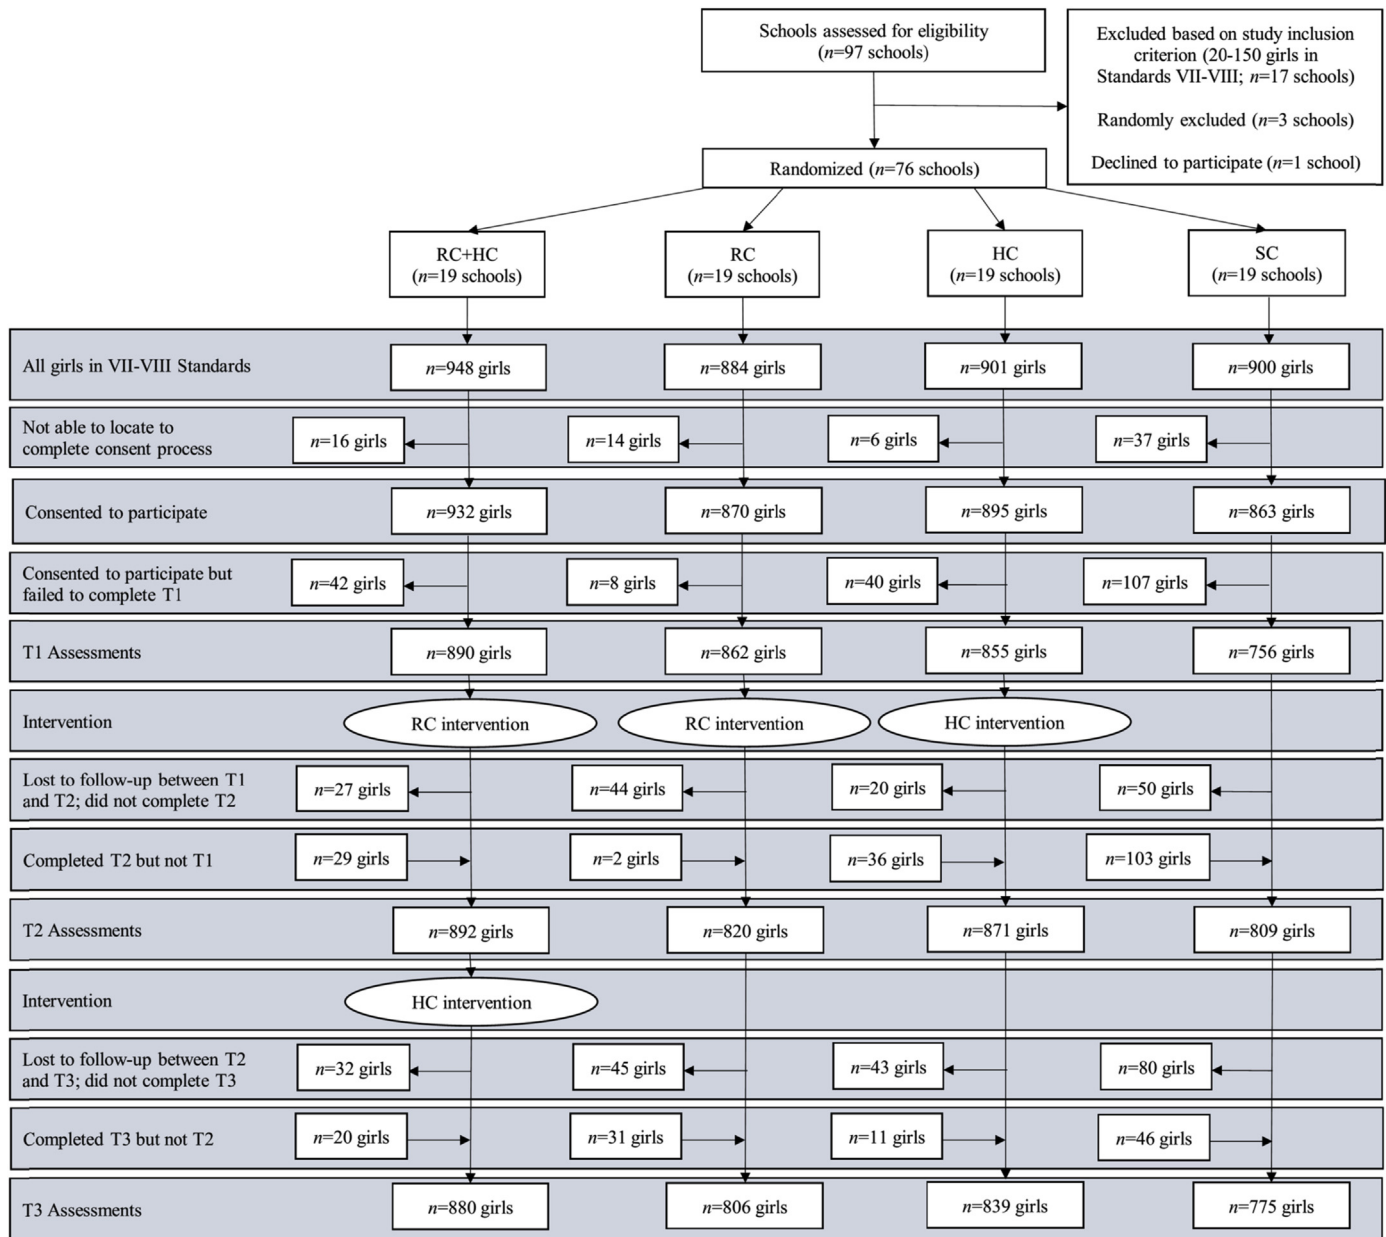 Schools assessed for eligibility
(n=97 schools)
Excluded based on study inclusion
criterion (20-150 girls in
Standards VII-VIII; n=17 schools)
Randomly excluded (n=3 schools)
Declined to participate (n=1 school)
Randomized (n=76 schools)
RC+HC
(n=19 schools)
RC
(n=19 schools)
HC
(n=19 schools)
SC
(n=19 schools)
All girls in VII-VIII Standards
n=948 girls
n=884 girls
n=901 girls
n=900 girls
Not able to locate to
complete consent process
n=16 girls
n=14 girls
n=6 girls
n=37 girls
Consented to participate
n=932 girls
n=870 girls
n=895 girls
n=863 girls
Consented to participate but
failed to complete T1
n=42 girls
n=8 girls
n=40 girls
n=107 girls
T1 Assessments
n=890 girls
n=862 girls
n=855 girls
n=756 girls
Intervention
RC intervention
RC intervention
HC intervention
Lost to follow-up between T1
and T2; did not complete T2
n=27 girls
n=44 girls
n=20 girls
n=50 girls
Completed T2 but not T1
n=29 girls
n=2 girls
n=36 girls
n=103 girls
T2 Assessments
n=892 girls
n=820 girls
n=871 girls
n=809 girls
Intervention
HC intervention
Lost to follow-up between T2
and T3; did not complete T3
n=32 girls
n=45 girls
n=43 girls
n=80 girls
Completed T3 but not T2
n=20 girls
n=31 girls
n=11 girls
n=46 girls
T3 Assessments
n=880 girls
n=806 girls
n=839 girls
n=775 girls